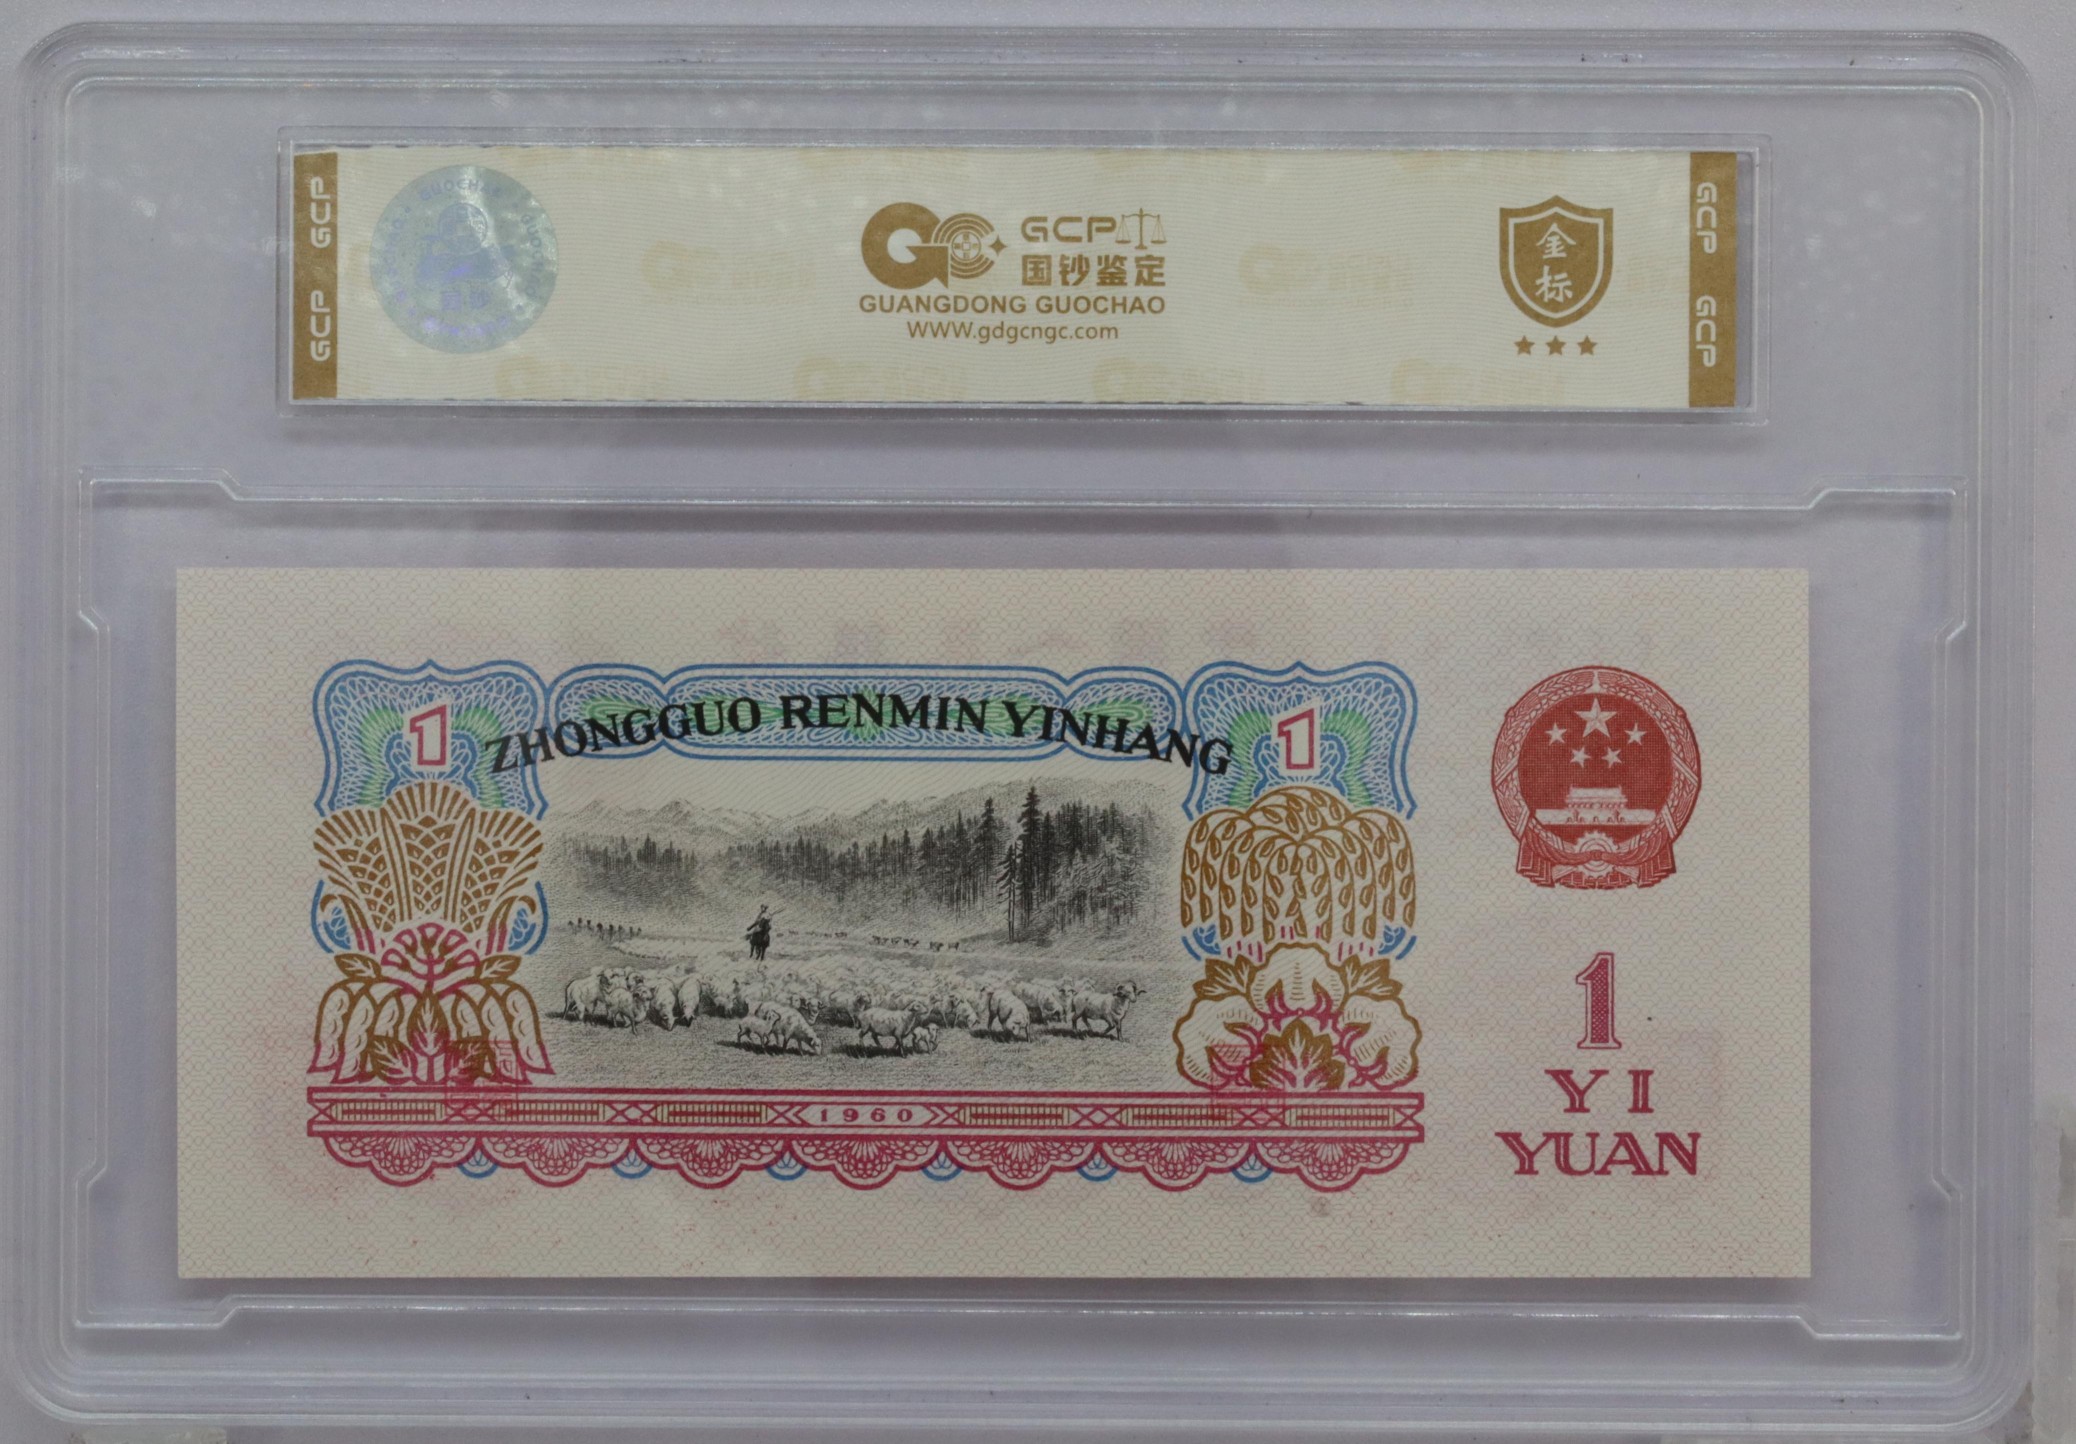 GCP GCP
GCP
国钞鉴定
GUANGDONG GUOCHAO
WWW.gdgcngc.com
金标
GCP GCP
ZHONGGUO RENMIN YINHANG
1
1
1960
1
YI
YUAN